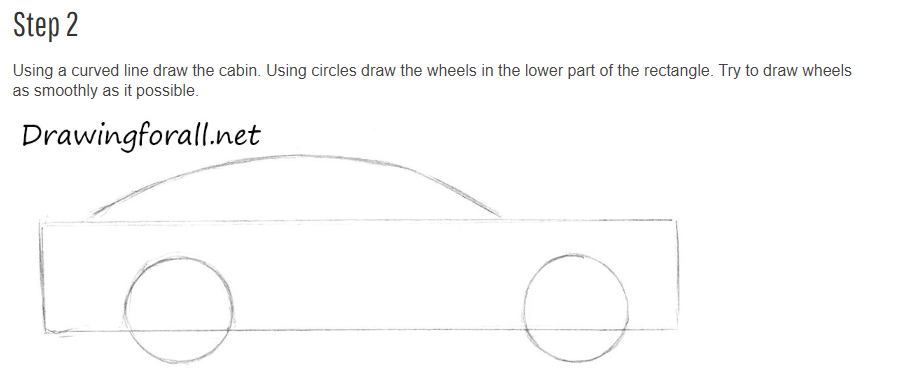 Step 2
Using a curved line draw the cabin. Using circles draw the wheels in the lower part of the rectangle. Try to draw wheels
as smoothly as it possible.
Drawingforall.net